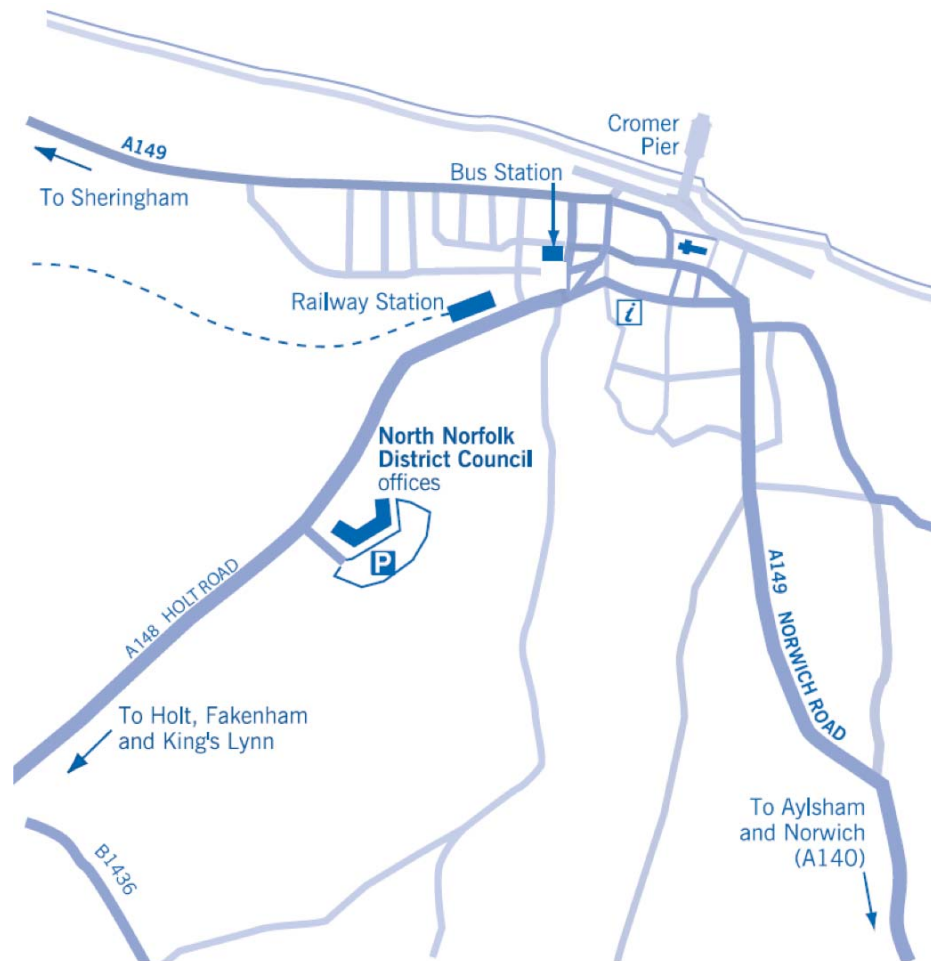 Cromer
Pier
A149
Bus Station
To Sheringham
Railway Station
i
North Norfolk
District Council
offices
P
A149 NORWICH ROAD
A148 HOLT ROAD
To Holt, Fakenham
and King's Lynn
To Aylsham
and Norwich
(A140)
B1436